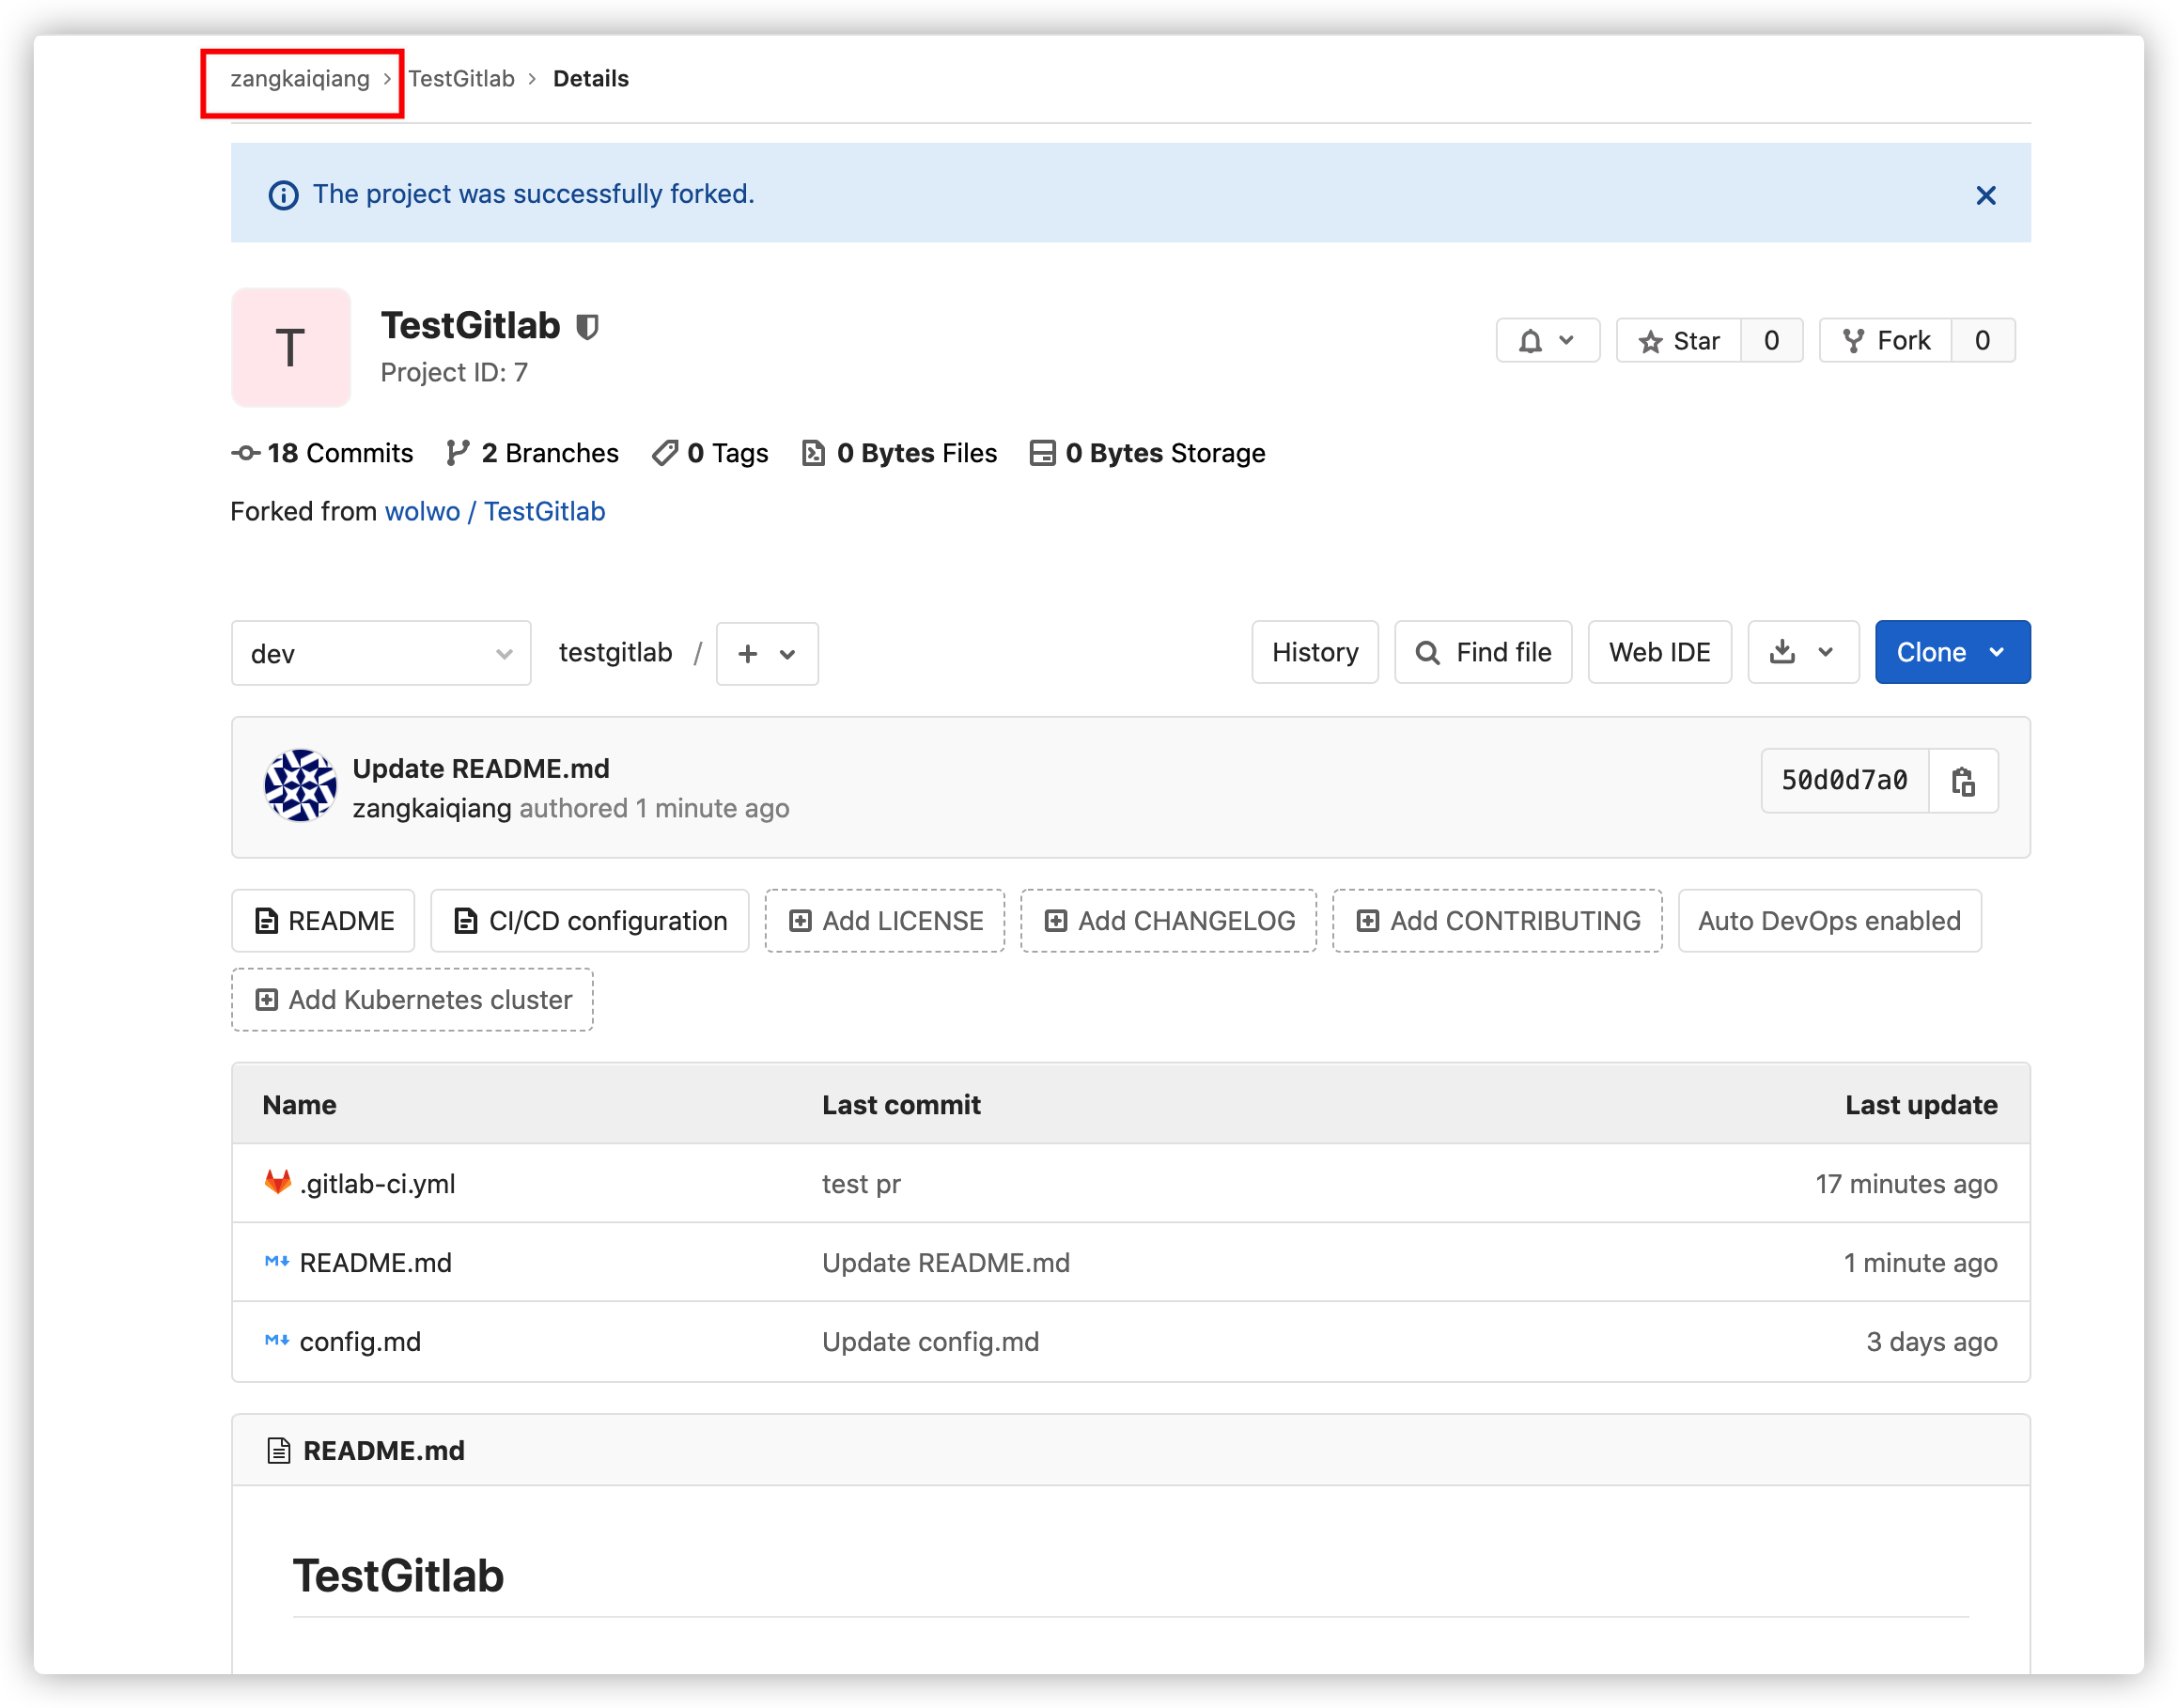 zangkaiqiang > TestGitlab > Details
The project was successfully forked.
T
TestGitlab
Project ID: 7
Star 0 Fork 0
18 Commits 2 Branches 0 Tags 0 Bytes Files 0 Bytes Storage
Forked from wolwo / TestGitlab
dev testgitlab / + History Find file Web IDE Clone
Update README.md
zangkaiqiang authored 1 minute ago
50d0d7a0
README CI/CD configuration Add LICENSE Add CHANGELOG Add CONTRIBUTING Auto DevOps enabled
Add Kubernetes cluster
Name Last commit Last update
.gitlab-ci.yml test pr 17 minutes ago
README.md Update README.md 1 minute ago
config.md Update config.md 3 days ago
README.md
TestGitlab